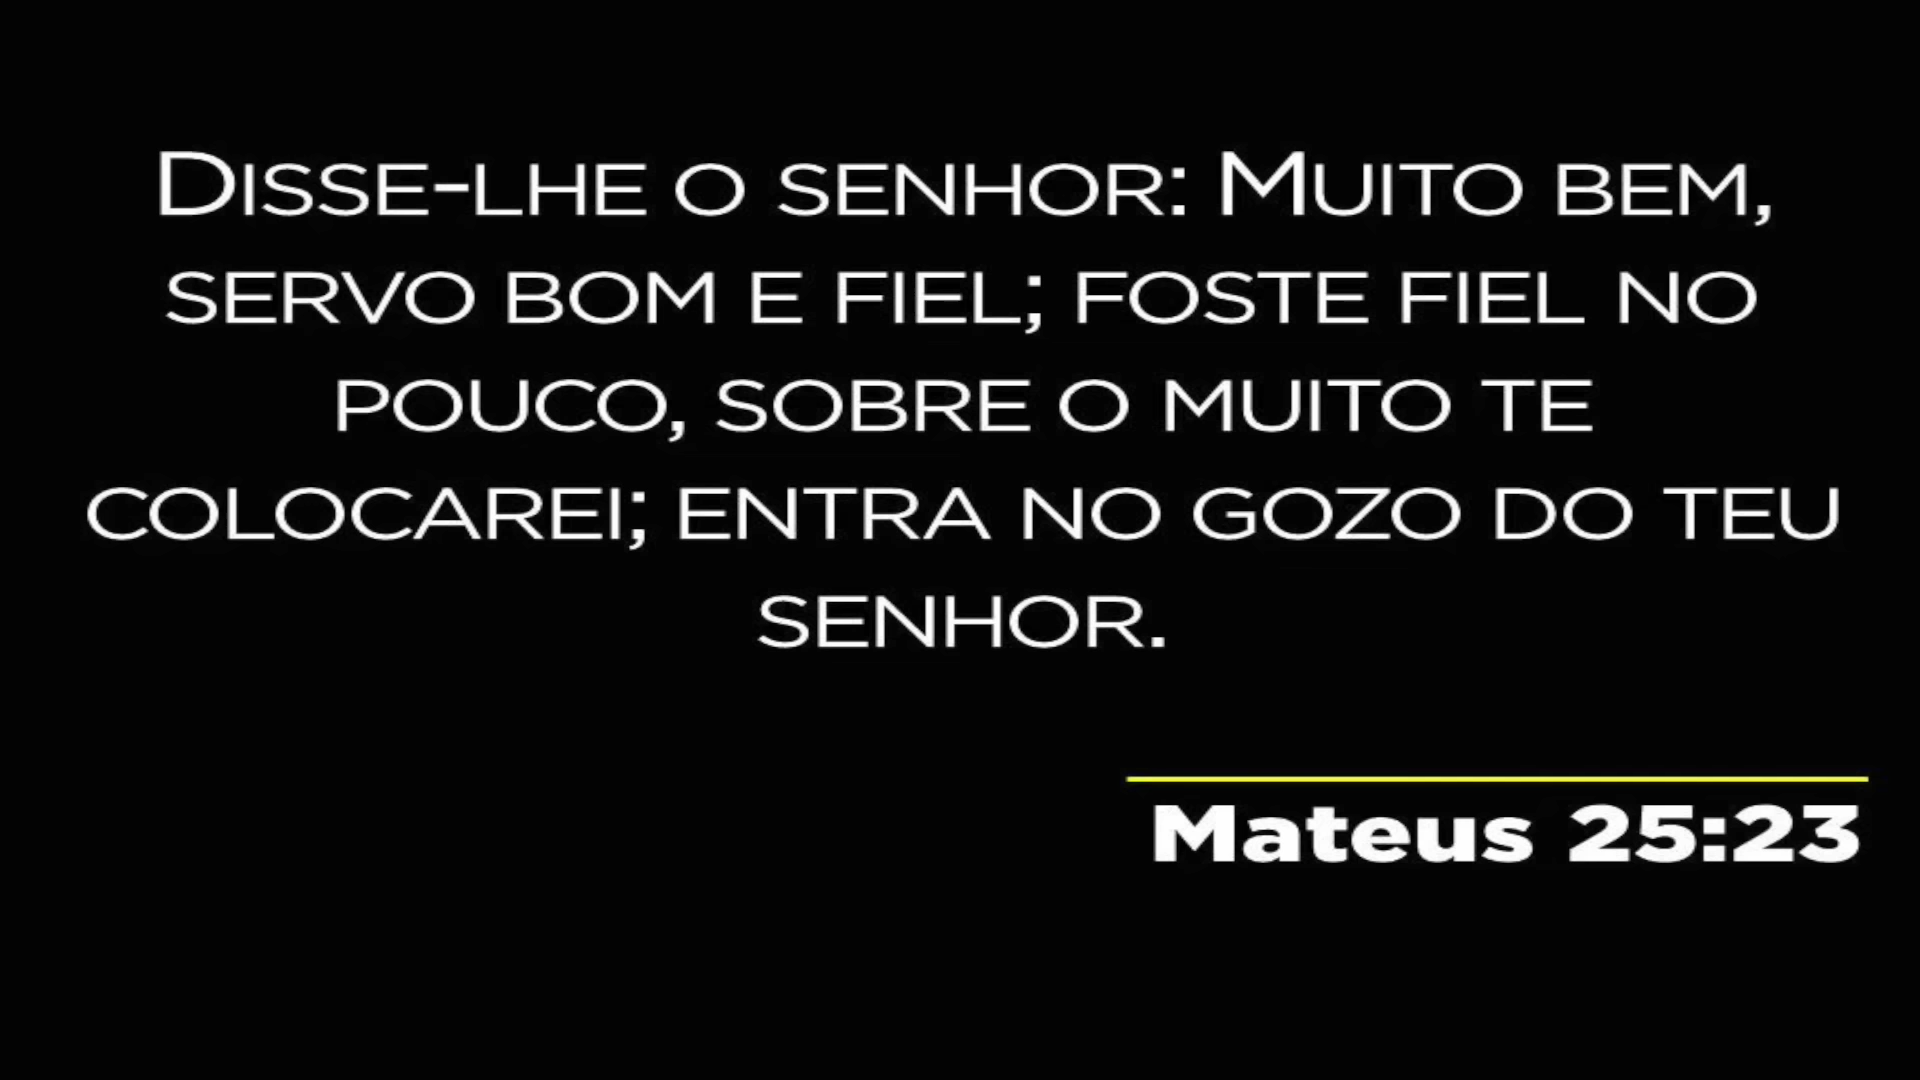 Disse-lhe o senhor: Muito bem,
servo bom e fiel; foste fiel no
pouco, sobre o muito te
colocarei; entra no gozo do teu
senhor.
Mateus 25:23